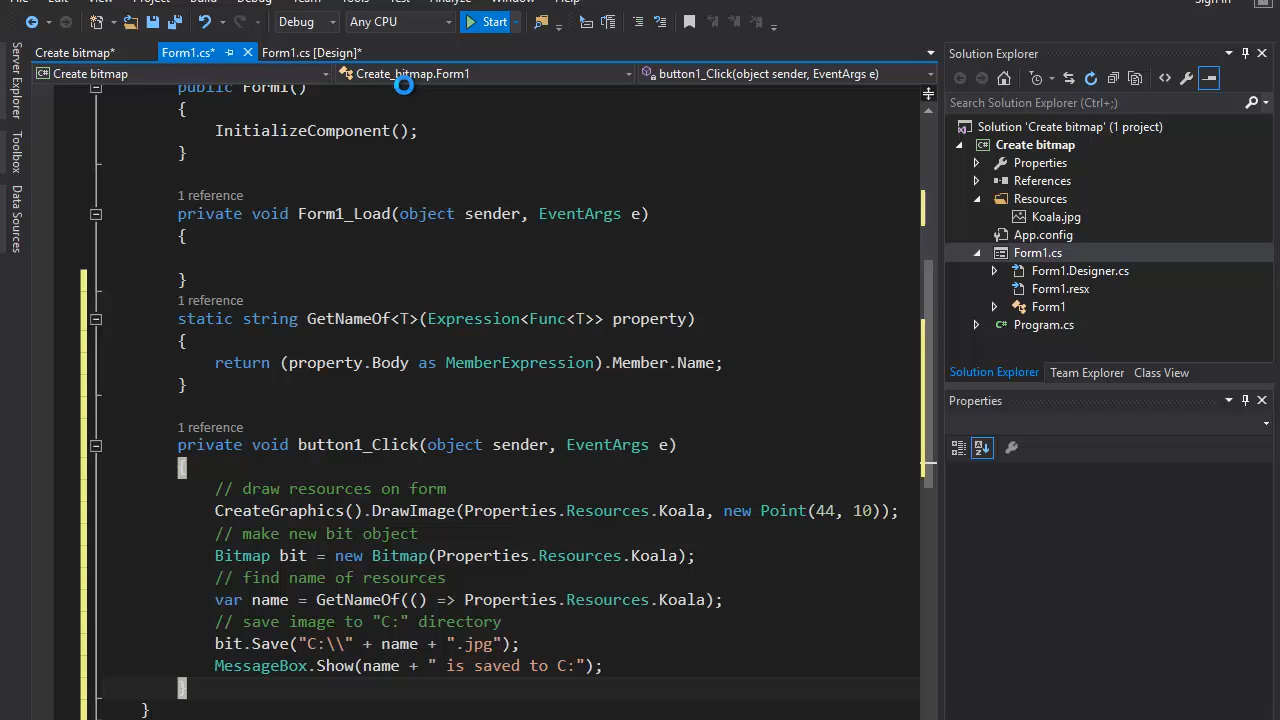 Debug
Any CPU
Start
Create bitmap*
Form1.cs*
Form1.cs [Design]*
Create bitmap
Create_bitmap.Form1
button1_Click(object sender, EventArgs e)
Server Explorer
Toolbox
Data Sources
public Form1()
{
InitializeComponent();
}
1 reference
private void Form1_Load(object sender, EventArgs e)
{
}
1 reference
static string GetNameOf<T>(Expression<Func<T>> property)
{
return (property.Body as MemberExpression).Member.Name;
}
1 reference
private void button1_Click(object sender, EventArgs e)
{
// draw resources on form
CreateGraphics().DrawImage(Properties.Resources.Koala, new Point(44, 10));
// make new bit object
Bitmap bit = new Bitmap(Properties.Resources.Koala);
// find name of resources
var name = GetNameOf(() => Properties.Resources.Koala);
// save image to "C:" directory
bit.Save("C:\\" + name + ".jpg");
MessageBox.Show(name + " is saved to C:");
}
}
Solution Explorer
Search Solution Explorer (Ctrl+;)
Solution 'Create bitmap' (1 project)
Create bitmap
Properties
References
Resources
Koala.jpg
App.config
Form1.cs
Form1.Designer.cs
Form1.resx
Form1
Program.cs
Solution Explorer
Team Explorer
Class View
Properties